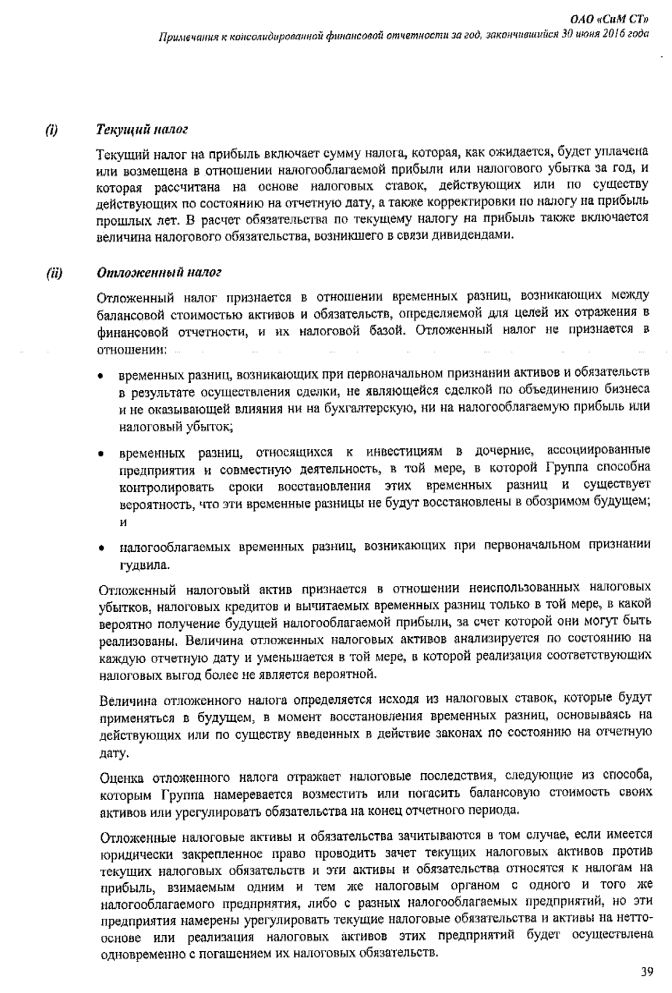 ОАО «СиМ СТ»
Примечания к консолидированной финансовой отчетности за год, закончившийся 30 июня 2016 года
(i) Текущий налог
Текущий налог на прибыль включает сумму налога, которая, как ожидается, будет уплачена
или возмещена в отношении налогооблагаемой прибыли или налогового убытка за год, и
которая рассчитана на основе налоговых ставок, действующих или по существу
действующих по состоянию на отчетную дату, а также корректировки по налогу на прибыль
прошлых лет. В расчет обязательства по текущему налогу на прибыль также включается
величина налогового обязательства, возникшего в связи дивидендами.
(ii) Отложенный налог
Отложенный налог признается в отношении временных разниц, возникающих между
балансовой стоимостью активов и обязательств, определяемой для целей их отражения в
финансовой отчетности, и их налоговой базой. Отложенный налог не признается в
отношении:
• временных разниц, возникающих при первоначальном признании активов и обязательств
в результате осуществления сделки, не являющейся сделкой по объединению бизнеса
и не оказывающей влияния ни на бухгалтерскую, ни на налогооблагаемую прибыль или
налоговый убыток;
• временных разниц, относящихся к инвестициям в дочерние, ассоциированные
предприятия и совместную деятельность, в той мере, в которой Группа способна
контролировать сроки восстановления этих временных разниц и существует
вероятность, что эти временные разницы не будут восстановлены в обозримом будущем;
и
• налогооблагаемых временных разниц, возникающих при первоначальном признании
гудвила.
Отложенный налоговый актив признается в отношении неиспользованных налоговых
убытков, налоговых кредитов и вычитаемых временных разниц только в той мере, в какой
вероятно получение будущей налогооблагаемой прибыли, за счет которой они могут быть
реализованы. Величина отложенных налоговых активов анализируется по состоянию на
каждую отчетную дату и уменьшается в той мере, в которой реализация соответствующих
налоговых выгод более не является вероятной.
Величина отложенного налога определяется исходя из налоговых ставок, которые будут
применяться в будущем, в момент восстановления временных разниц, основываясь на
действующих или по существу введенных в действие законах по состоянию на отчетную
дату.
Оценка отложенного налога отражает налоговые последствия, следующие из способа,
которым Группа намеревается возместить или погасить балансовую стоимость своих
активов или урегулировать обязательства на конец отчетного периода.
Отложенные налоговые активы и обязательства зачитываются в том случае, если имеется
юридически закрепленное право проводить зачет текущих налоговых активов против
текущих налоговых обязательств и эти активы и обязательства относятся к налогам на
прибыль, взимаемым одним и тем же налоговым органом с одного и того же
налогооблагаемого предприятия, либо с разных налогооблагаемых предприятий, но эти
предприятия намерены урегулировать текущие налоговые обязательства и активы на нетто-
основе или реализация налоговых активов этих предприятий будет осуществлена
одновременно с погашением их налоговых обязательств.
39